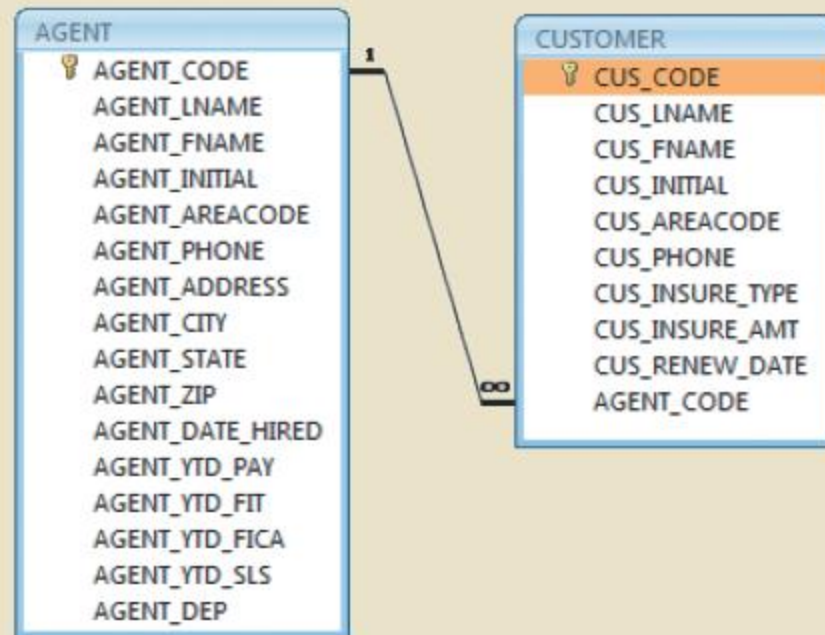 AGENT
AGENT_CODE
AGENT_LNAME
AGENT_FNAME
AGENT_INITIAL
AGENT_AREACODE
AGENT_PHONE
AGENT_ADDRESS
AGENT_CITY
AGENT_STATE
AGENT_ZIP
AGENT_DATE_HIRED
AGENT_YTD_PAY
AGENT_YTD_FIT
AGENT_YTD_FICA
AGENT_YTD_SLS
AGENT_DEP
1
∞
CUSTOMER
CUS_CODE
CUS_LNAME
CUS_FNAME
CUS_INITIAL
CUS_AREACODE
CUS_PHONE
CUS_INSURE_TYPE
CUS_INSURE_AMT
CUS_RENEW_DATE
AGENT_CODE